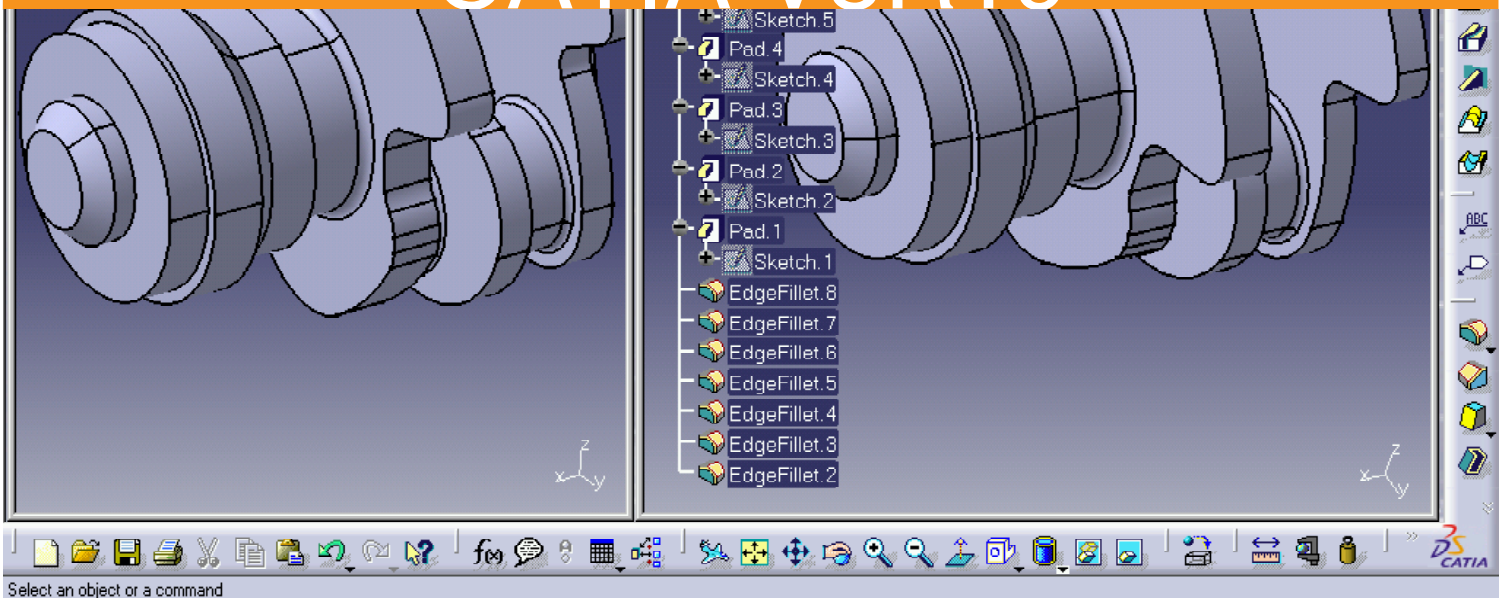 CATIA V5R16
Sketch.5
Pad.4
Sketch.4
Pad.3
Sketch.3
Pad.2
Sketch.2
Pad.1
Sketch.1
EdgeFillet.8
EdgeFillet.7
EdgeFillet.6
EdgeFillet.5
EdgeFillet.4
EdgeFillet.3
EdgeFillet.2
z
x
y
z
x
y
ABC
f(x)
CATIA
Select an object or a command